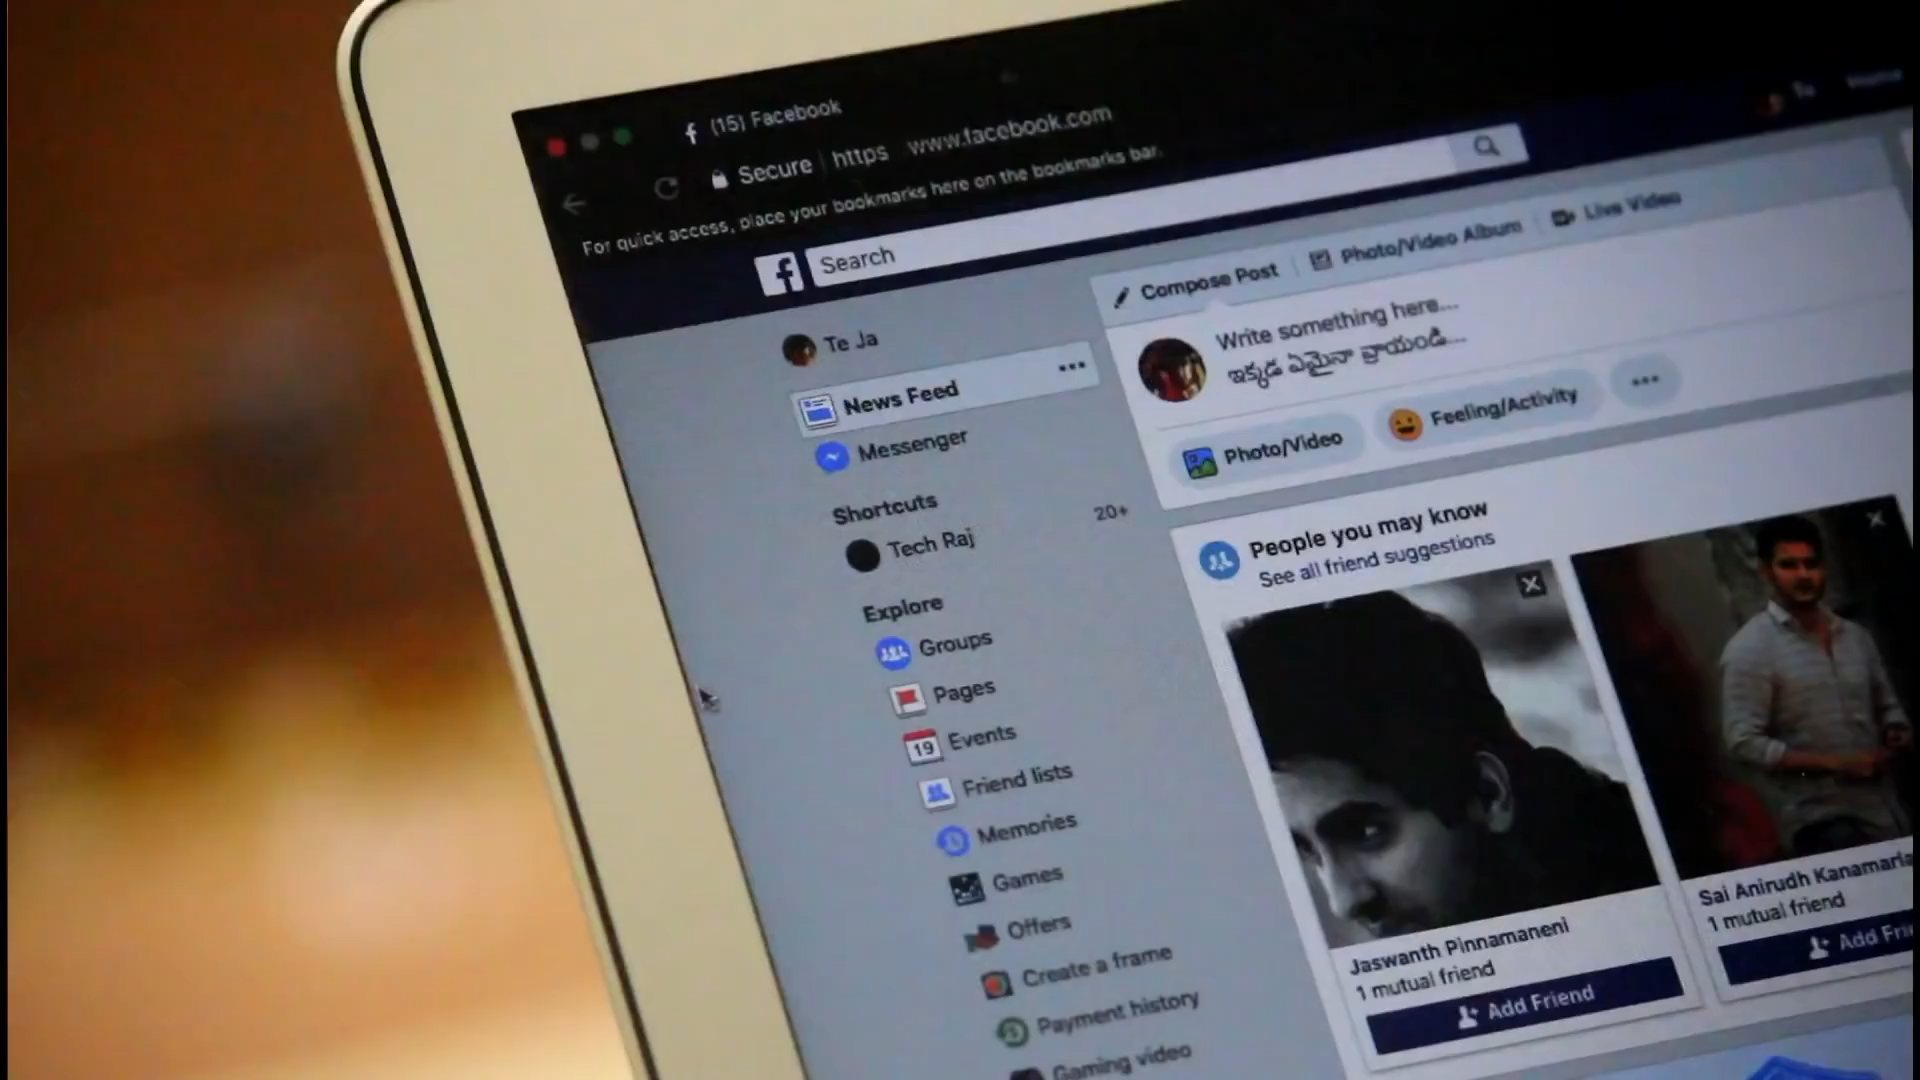 (15) Facebook
Secure https www.facebook.com
For quick access, place your bookmarks here on the bookmarks bar.
Search
Te Ja
News Feed
Messenger
Shortcuts
Tech Raj
20+
Explore
Groups
Pages
19 Events
Friend lists
Memories
Games
Offers
Create a frame
Payment history
Gaming video
Te Home
Compose Post
Photo/Video Album
Live Video
Write something here...
ఇక్కడ ఏమైనా వ్రాయండి...
Photo/Video
Feeling/Activity
People you may know
See all friend suggestions
Jaswanth Pinnamaneni
1 mutual friend
Add Friend
Sai Anirudh Kanamarla
1 mutual friend
Add Frie